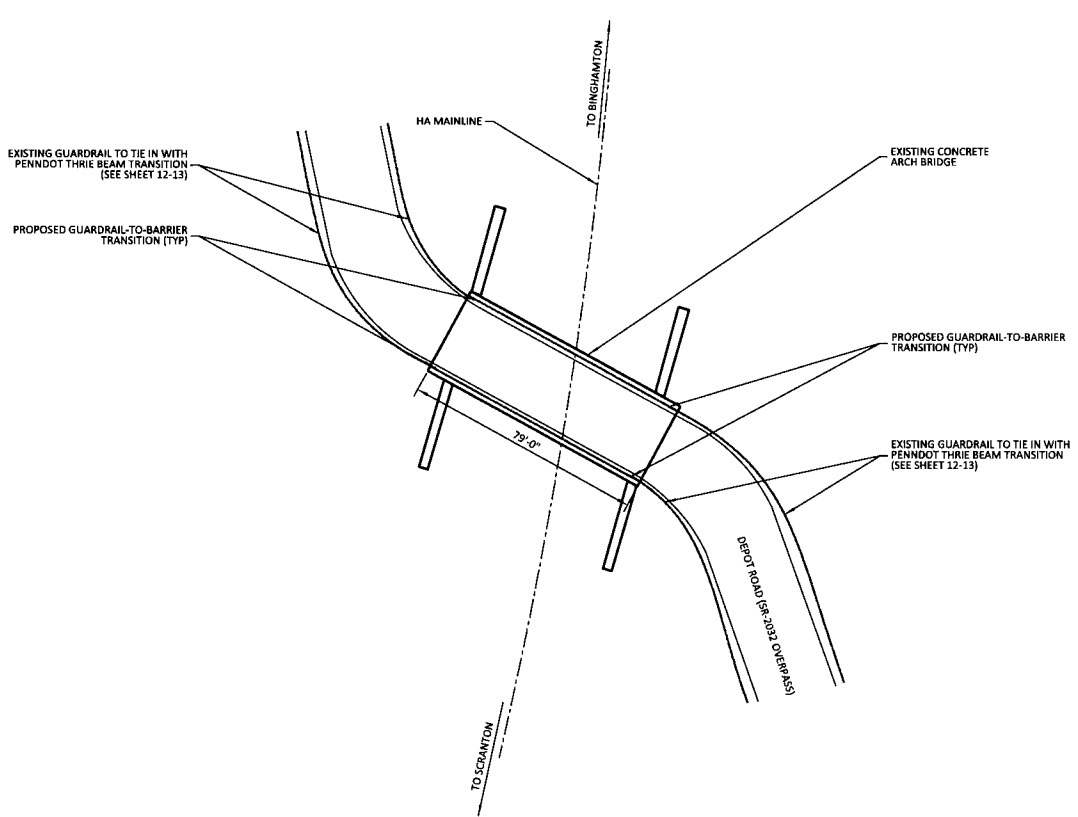 TO BINGHAMTON
HA MAINLINE
EXISTING GUARDRAIL TO TIE IN WITH
PENNDOT THRIE BEAM TRANSITION
(SEE SHEET 12-13)
EXISTING CONCRETE
ARCH BRIDGE
PROPOSED GUARDRAIL-TO-BARRIER
TRANSITION (TYP)
PROPOSED GUARDRAIL-TO-BARRIER
TRANSITION (TYP)
79'-0"
EXISTING GUARDRAIL TO TIE IN WITH
PENNDOT THRIE BEAM TRANSITION
(SEE SHEET 12-13)
DEPOT ROAD (SR-2032 OVERPASS)
TO SCRANTON